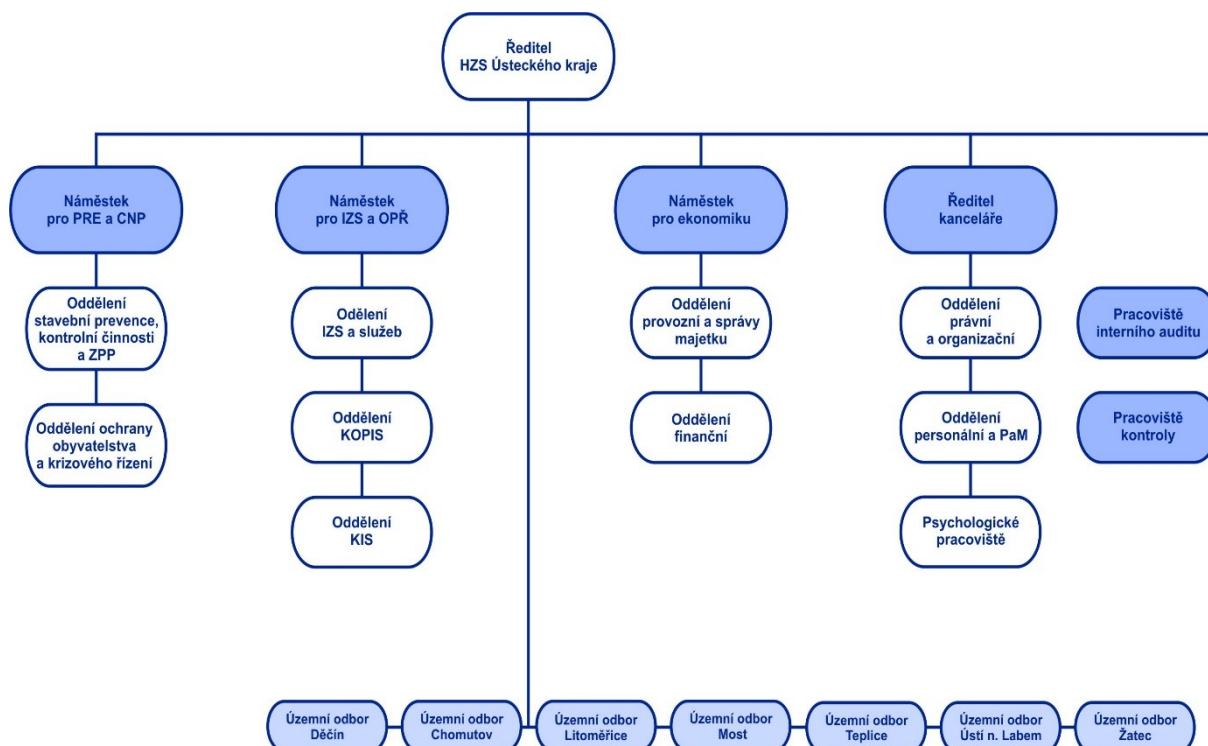 Ředitel
HZS Ústeckého kraje
Náměstek
pro PRE a CNP
Náměstek
pro IZS a OPŘ
Náměstek
pro ekonomiku
Ředitel
kanceláře
Oddělení
stavební prevence,
kontrolní činnosti
a ZPP
Odělení
IZS a služeb
Oddělení
provozní a správy
majetku
Oddělení
právní
a organizační
Pracoviště
interního auditu
Oddělení ochrany
obyvatelstva
a krizového řízení
Oddělení
KOPIS
Oddělení
finanční
Oddělení
personální a PaM
Pracoviště
kontroly
Oddělení
KIS
Psychologické
pracoviště
Územní odbor
Děčín
Územní odbor
Chomutov
Územní odbor
Litoměřice
Územní odbor
Most
Územní odbor
Teplice
Územní odbor
Ústí n. Labem
Územní odbor
Žatec